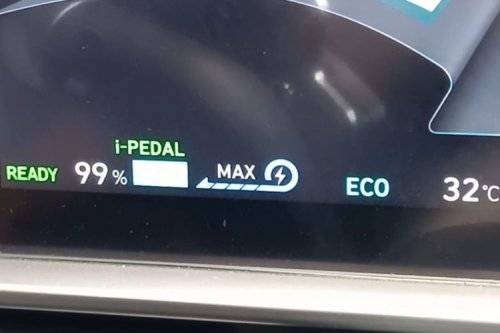 i-PEDAL
READY 99 % MAX ECO 32°C